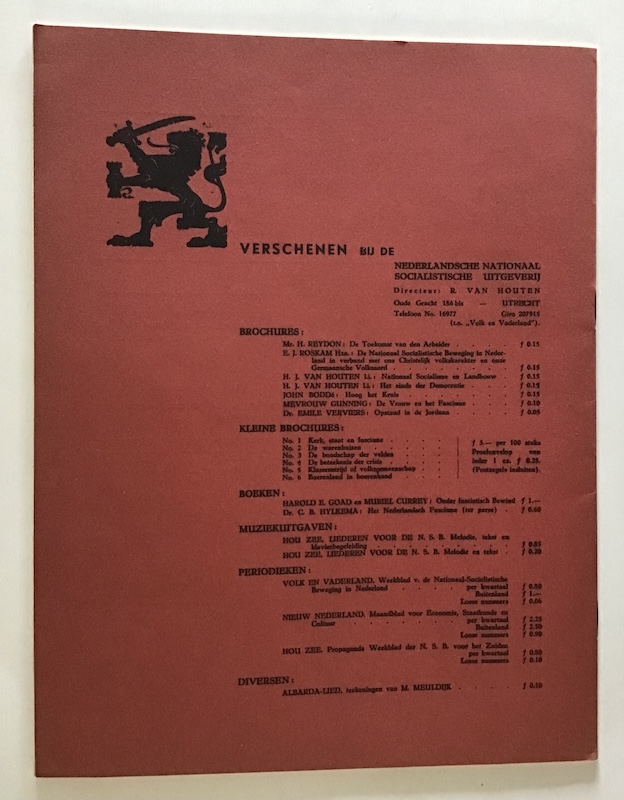 VERSCHENEN BIJ DE
NEDERLANDSCHE NATIONAAL
SOCIALISTISCHE UITGEVERIJ
Directeur: R. VAN HOUTEN
Oude Gracht 186 bis — UTRECHT
Telefoon No. 16977 Giro 207915
(t.n. „Volk en Vaderland").
BROCHURES:
Mr. H. REYDON: De Toekomst van den Arbeider . . . ƒ 0.15
E. J. ROSKAM Hzn.: De Nationaal Socialistische Beweging in Neder-
land in verband met ons Christelijk volkskarakter en onze
Germaansche Volksaard . . . ƒ 0.15
H. J. VAN HOUTEN Li.: Nationaal Socialisme en Landbouw . . ƒ 0.15
H. J. VAN HOUTEN Li.: Het einde der Democratie . . . ƒ 0.15
JOHN BODDÉ: Hoog het Kruis . . . ƒ 0.15
MEVROUW GUNNING: De Vrouw en het Fascisme . . . ƒ 0.10
Dr. EMILE VERVIERS: Opstand in de Jordaan . . . ƒ 0.05
KLEINE BROCHURES:
No. 1 Kerk, staat en fascisme . . . ƒ 5.— per 100 stuks
No. 2 De warenhuizen . . . Proefenvelop van
No. 3 De boodschap der velden . . . ieder 1 ex. ƒ 0.25.
No. 4 De beteekenis der crisis . . . (Postzegels insluiten).
No. 5 Klassenstrijd of volksgemeenschap . .
No. 6 Boerenland in boerenhand . . .
BOEKEN:
HAROLD E. GOAD en MURIEL CURREY: Onder fascistisch Bewind ƒ 1.—
Dr. C. B. HYLKEMA: Het Nederlandsch Fascisme (ter perse) . ƒ 0.60
MUZIEKUITGAVEN:
HOU ZEE, LIEDEREN VOOR DE N. S. B. Melodie, tekst en
klavierbegeleiding . . . ƒ 0.85
HOU ZEE, LIEDEREN VOOR DE N. S. B. Melodie en tekst . ƒ 0.20
PERIODIEKEN:
VOLK EN VADERLAND. Weekblad v. de Nationaal-Socialistische
Beweging in Nederland . . . per kwartaal ƒ 0.80
Buitenland ƒ 1.—
Losse nummers ƒ 0.06
NIEUW NEDERLAND. Maandblad voor Economie, Staatkunde en
Cultuur . . . per kwartaal ƒ 2.25
Buitenland ƒ 2.50
Losse nummers ƒ 0.90
HOU ZEE. Propaganda Weekblad der N. S. B. voor het Zuiden
per kwartaal ƒ 0.80
Losse nummers ƒ 0.10
DIVERSEN:
ALBARDA-LIED, teekeningen van M. MEULDIJK . . . ƒ 0.10